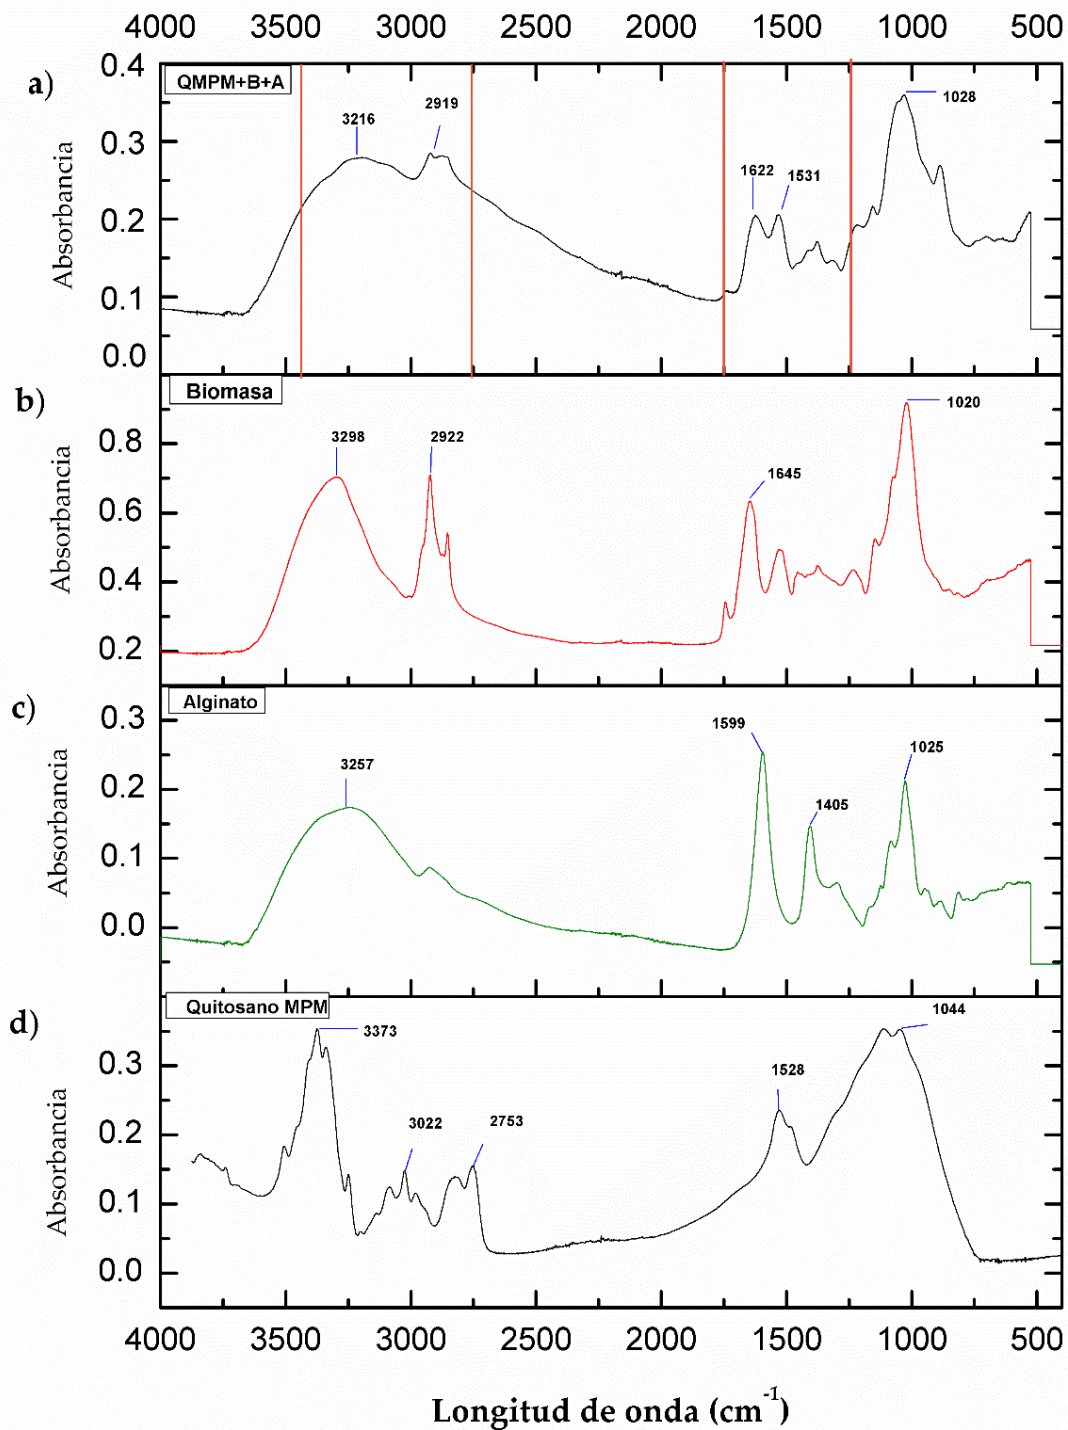 4000 3500 3000 2500 2000 1500 1000 500
a)
QMPM+B+A
0.4
0.3
0.2
0.1
0.0
Absorbancia
3216
2919
1622
1531
1028
b)
Biomasa
0.8
0.6
0.4
0.2
Absorbancia
3298
2922
1645
1020
c)
Alginato
0.3
0.2
0.1
0.0
Absorbancia
3257
1599
1405
1025
d)
Quitosano MPM
0.3
0.2
0.1
0.0
Absorbancia
3373
3022
2753
1528
1044
4000 3500 3000 2500 2000 1500 1000 500
Longitud de onda (cm⁻¹)